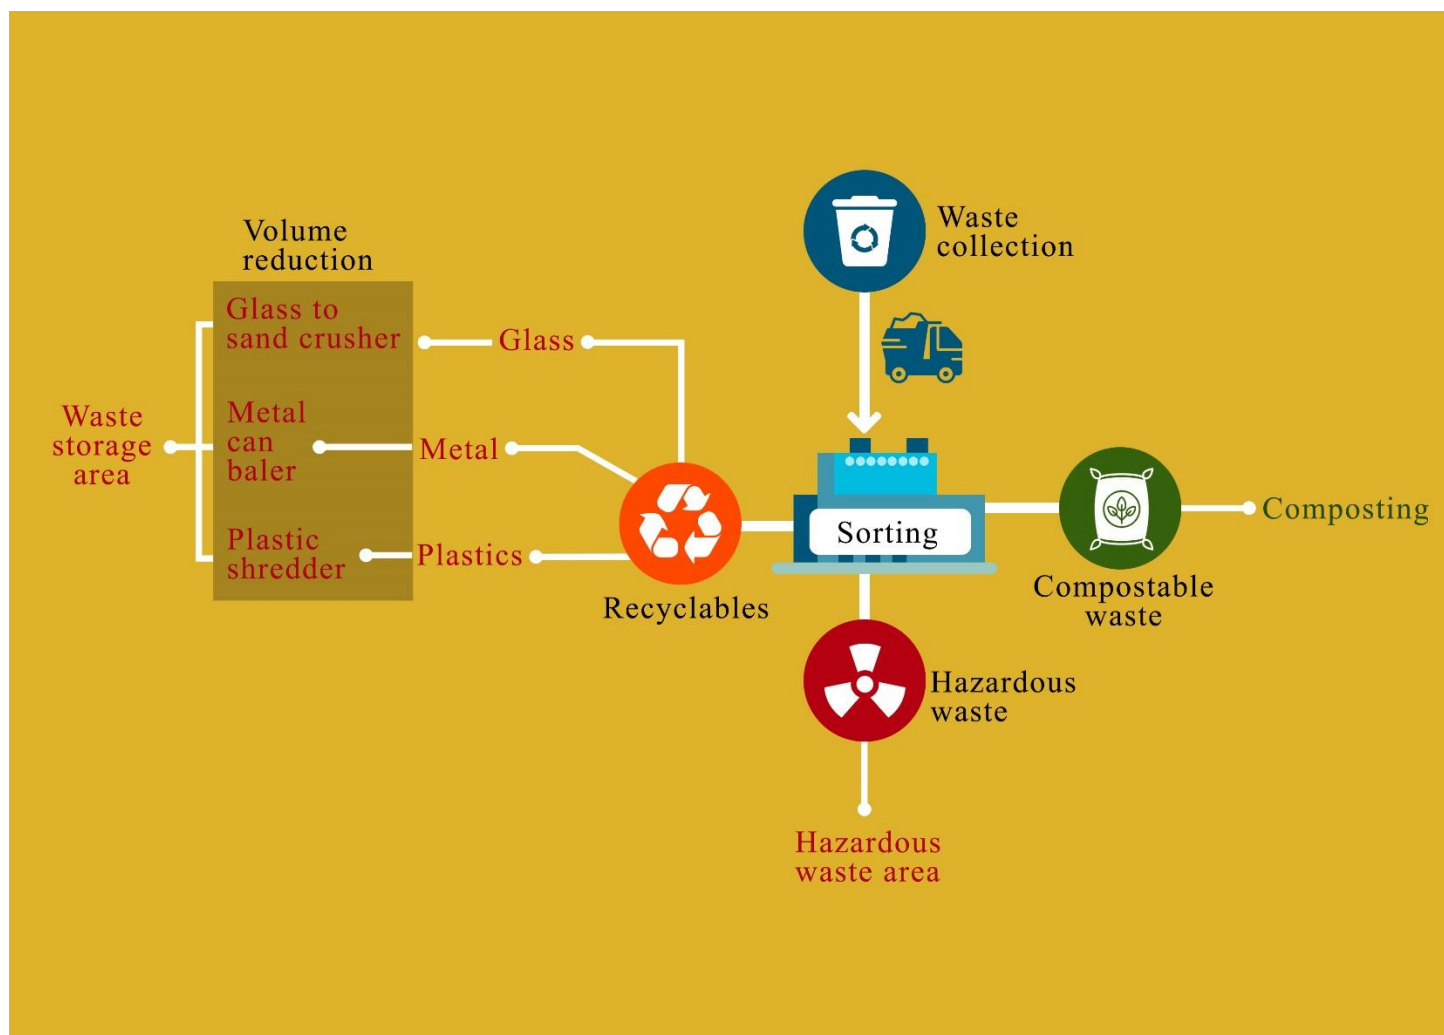 Waste
collection
Volume
reduction
Glass to
sand crusher
Glass
Metal
can
baler
Metal
Waste
storage
area
Plastic
shredder
Plastics
Recyclables
Sorting
Composting
Compostable
waste
Hazardous
waste
Hazardous
waste area